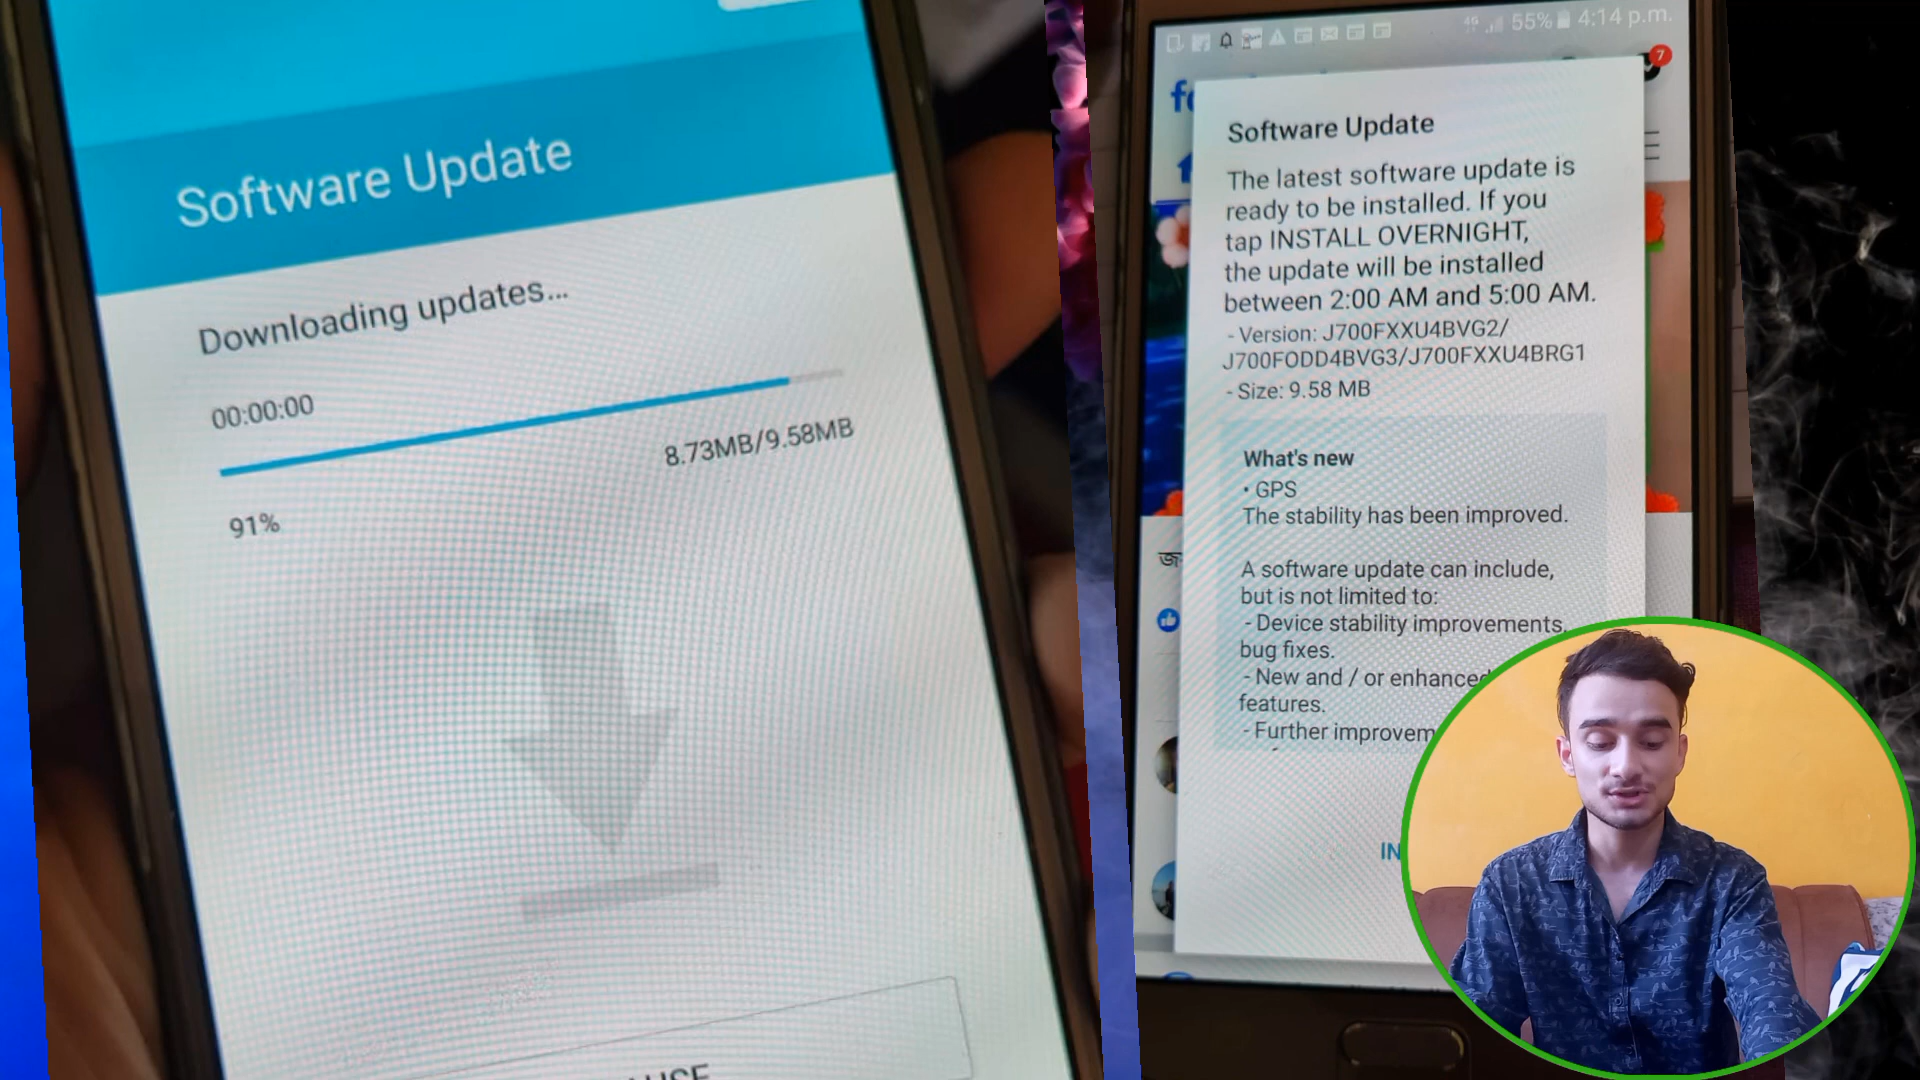 Software Update
Downloading updates...
00:00:00
8.73MB/9.58MB
91%
4G 55% 4:14 p.m.
7
Software Update
The latest software update is
ready to be installed. If you
tap INSTALL OVERNIGHT,
the update will be installed
between 2:00 AM and 5:00 AM.
- Version: J700FXXU4BVG2/
J700FODD4BVG3/J700FXXU4BRG1
- Size: 9.58 MB
What's new
• GPS
The stability has been improved.
A software update can include,
but is not limited to:
- Device stability improvements,
bug fixes.
- New and / or enhanced
features.
- Further improvem
IN